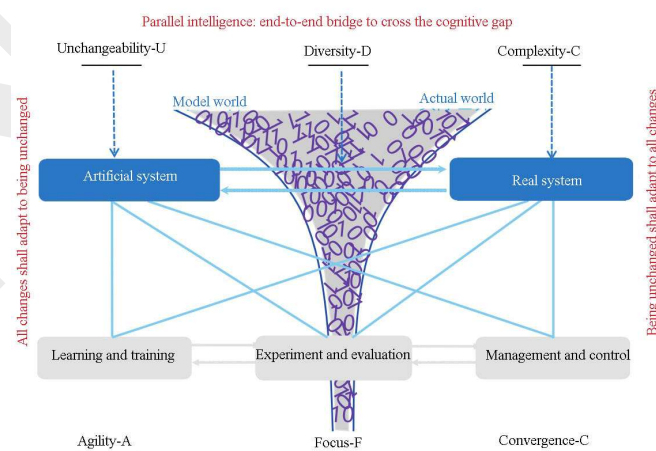 Parallel intelligence: end-to-end bridge to cross the cognitive gap
Unchangeability-U
Diversity-D
Complexity-C
Model world
Actual world
Artificial system
Real system
All changes shall adapt to being unchanged
Being unchanged shall adapt to all changes
Learning and training
Experiment and evaluation
Management and control
Agility-A
Focus-F
Convergence-C